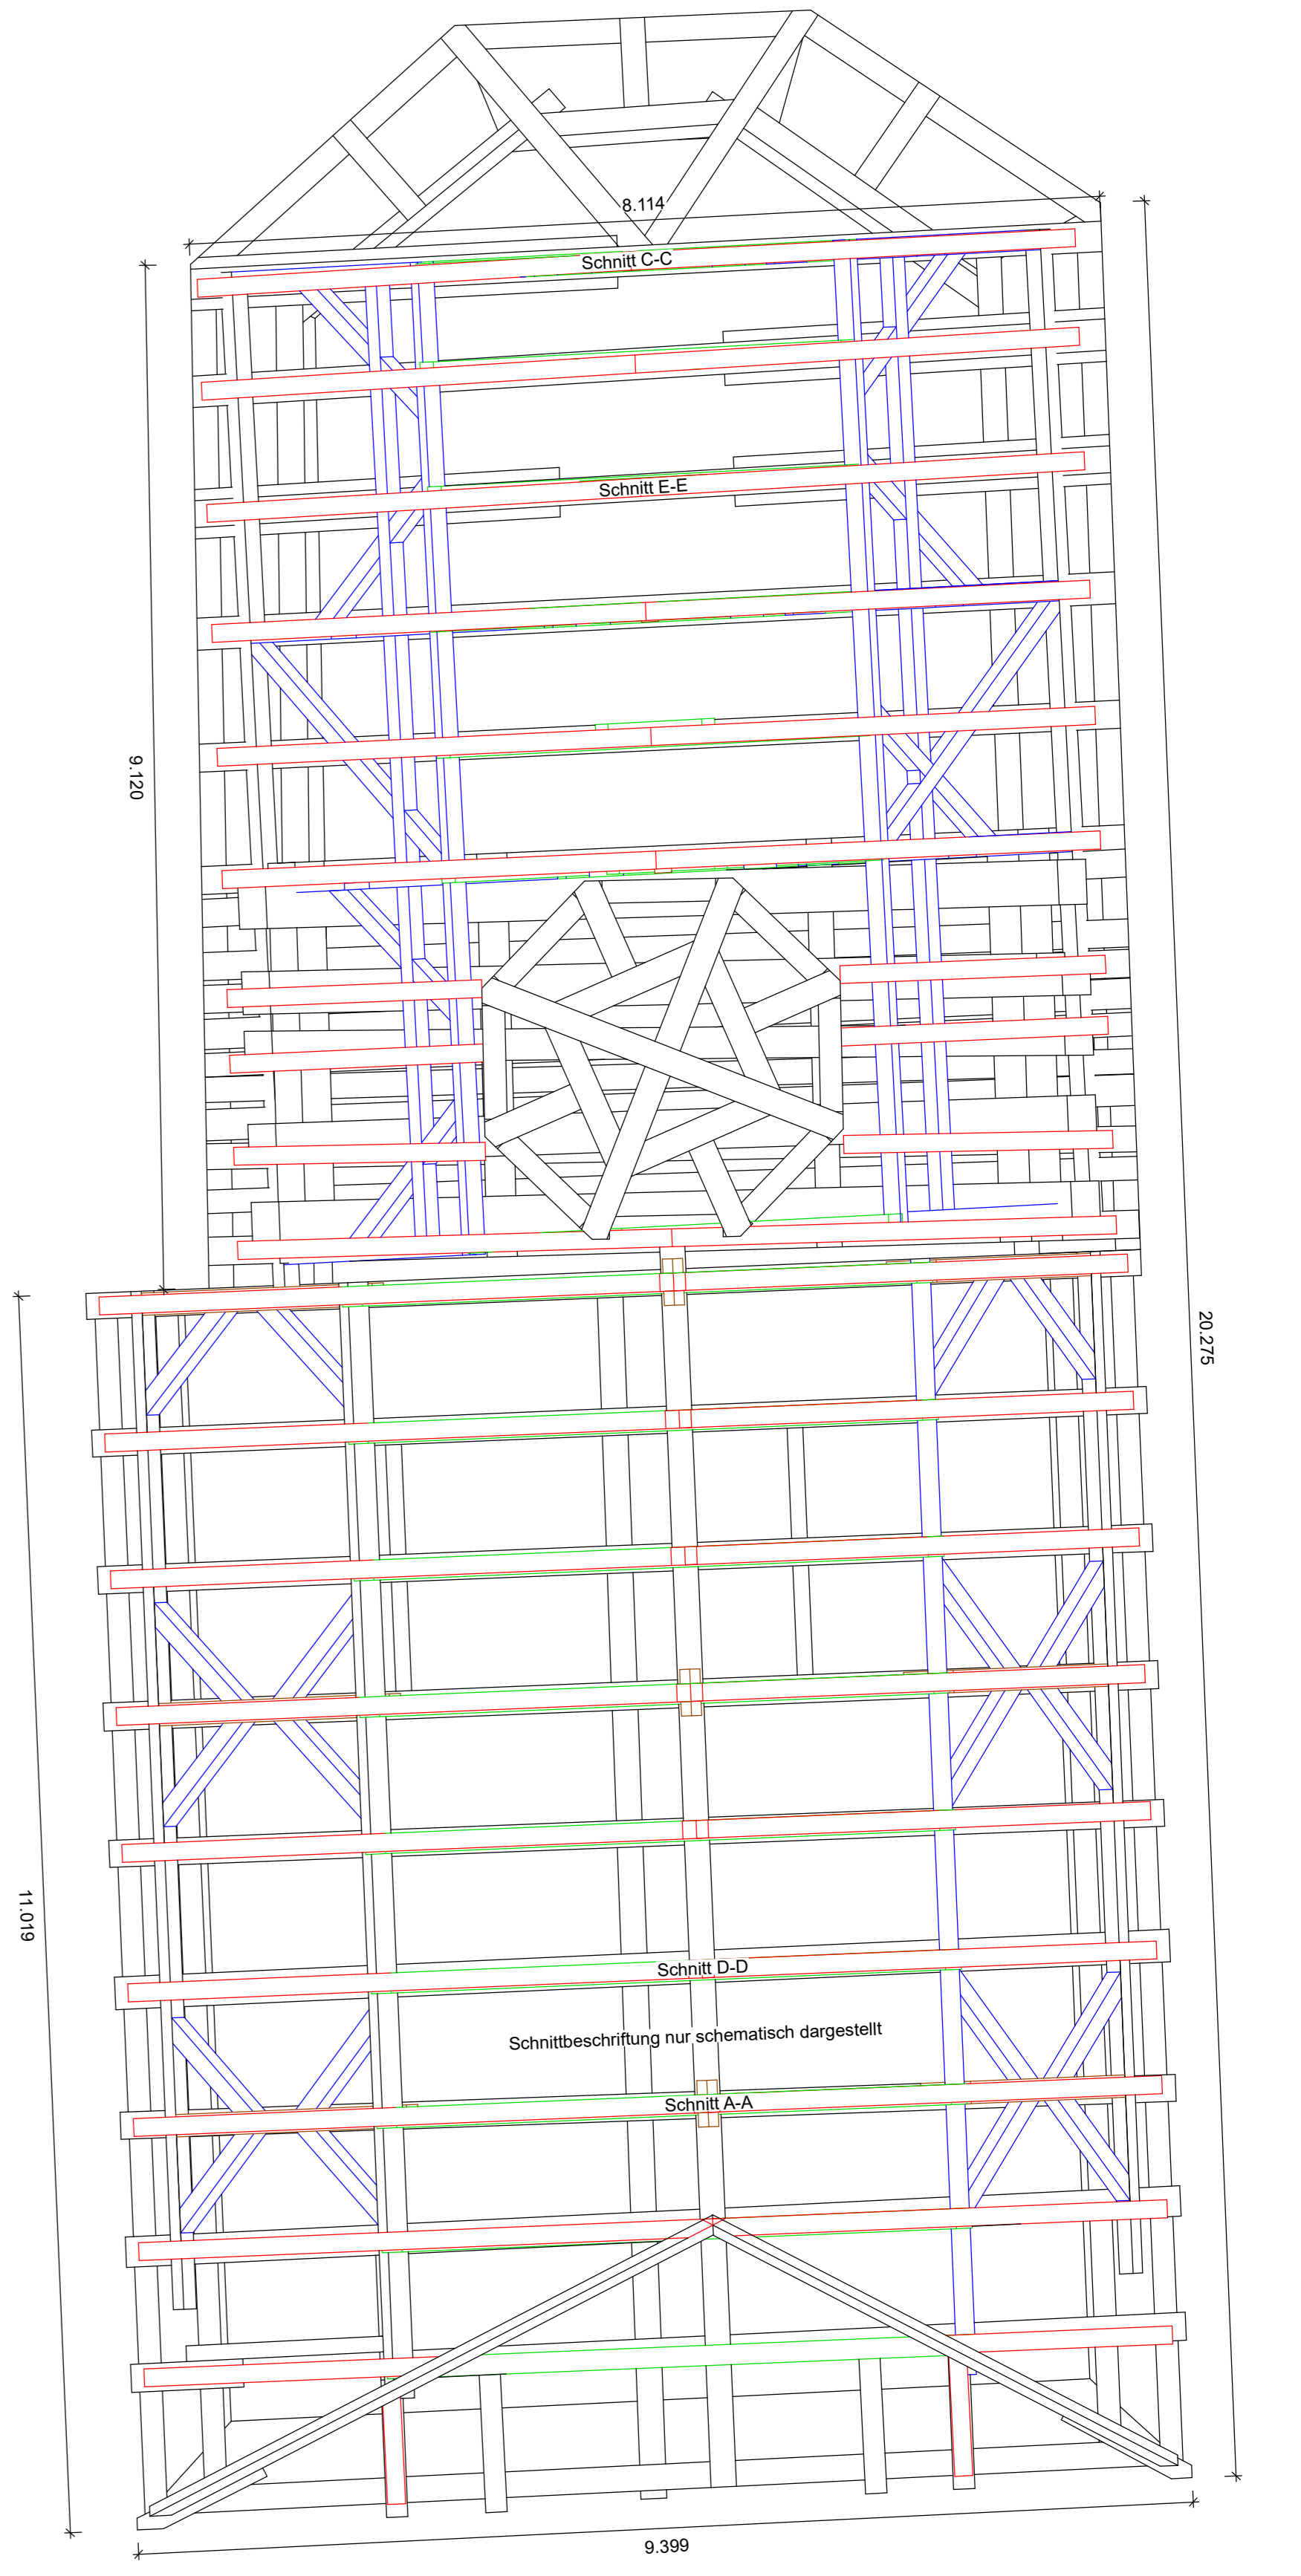 8.114
Schnitt C-C
Schnitt E-E
9.120
20.275
11.019
Schnitt D-D
Schnittbeschriftung nur schematisch dargestellt
Schnitt A-A
9.399